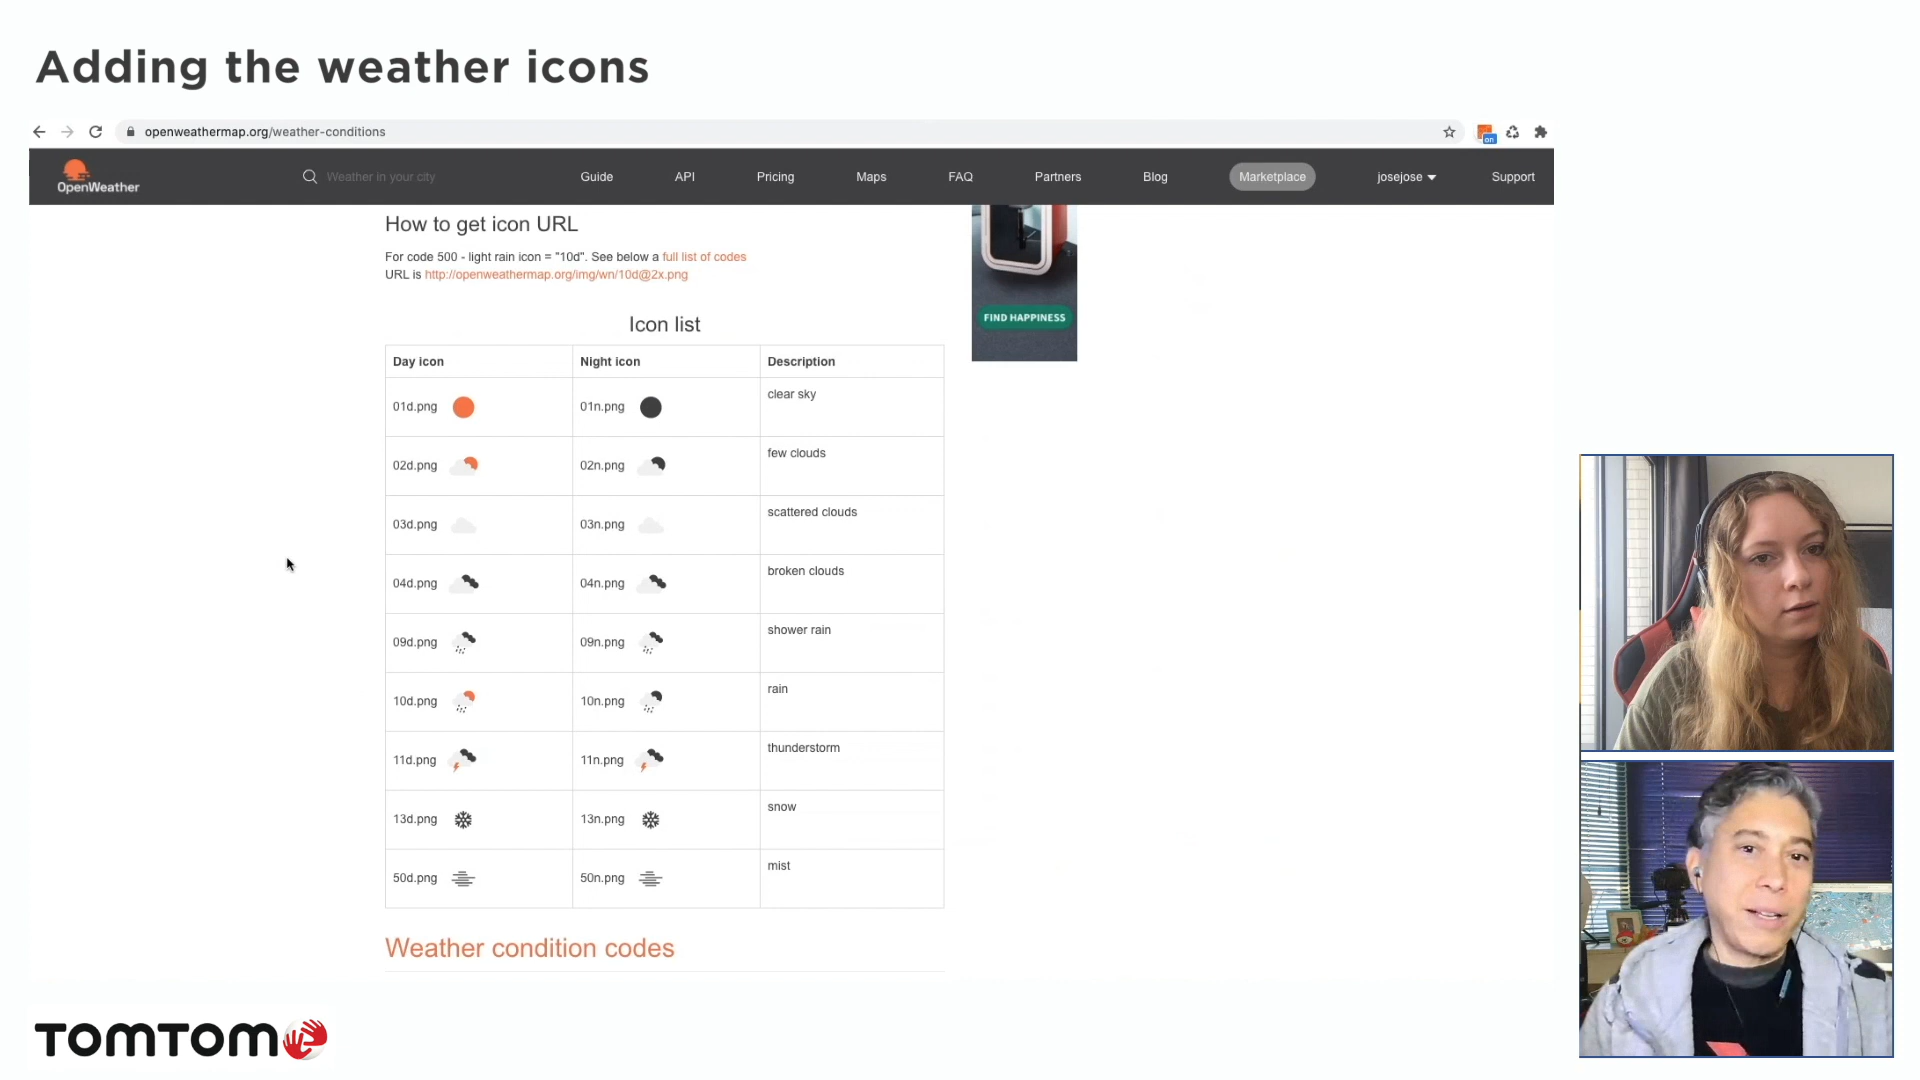 Adding the weather icons
openweathermap.org/weather-conditions
on
OpenWeather
Weather in your city
Guide
API
Pricing
Maps
FAQ
Partners
Blog
Marketplace
josejose
Support
How to get icon URL
For code 500 - light rain icon = "10d". See below a full list of codes
URL is http://openweathermap.org/img/wn/10d@2x.png
FIND HAPPINESS
Icon list
Day icon Night icon Description
01d.png 01n.png clear sky
02d.png 02n.png few clouds
03d.png 03n.png scattered clouds
04d.png 04n.png broken clouds
09d.png 09n.png shower rain
10d.png 10n.png rain
11d.png 11n.png thunderstorm
13d.png 13n.png snow
50d.png 50n.png mist
Weather condition codes
TOMTOM